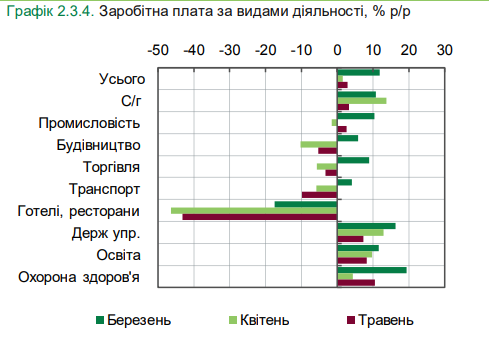 Графік 2.3.4. Заробітна плата за видами діяльності, % р/р
-50 -40 -30 -20 -10 0 10 20 30
Усього
С/г
Промисловість
Будівництво
Торгівля
Транспорт
Готелі, ресторани
Держ упр.
Освіта
Охорона здоров'я
Березень Квітень Травень